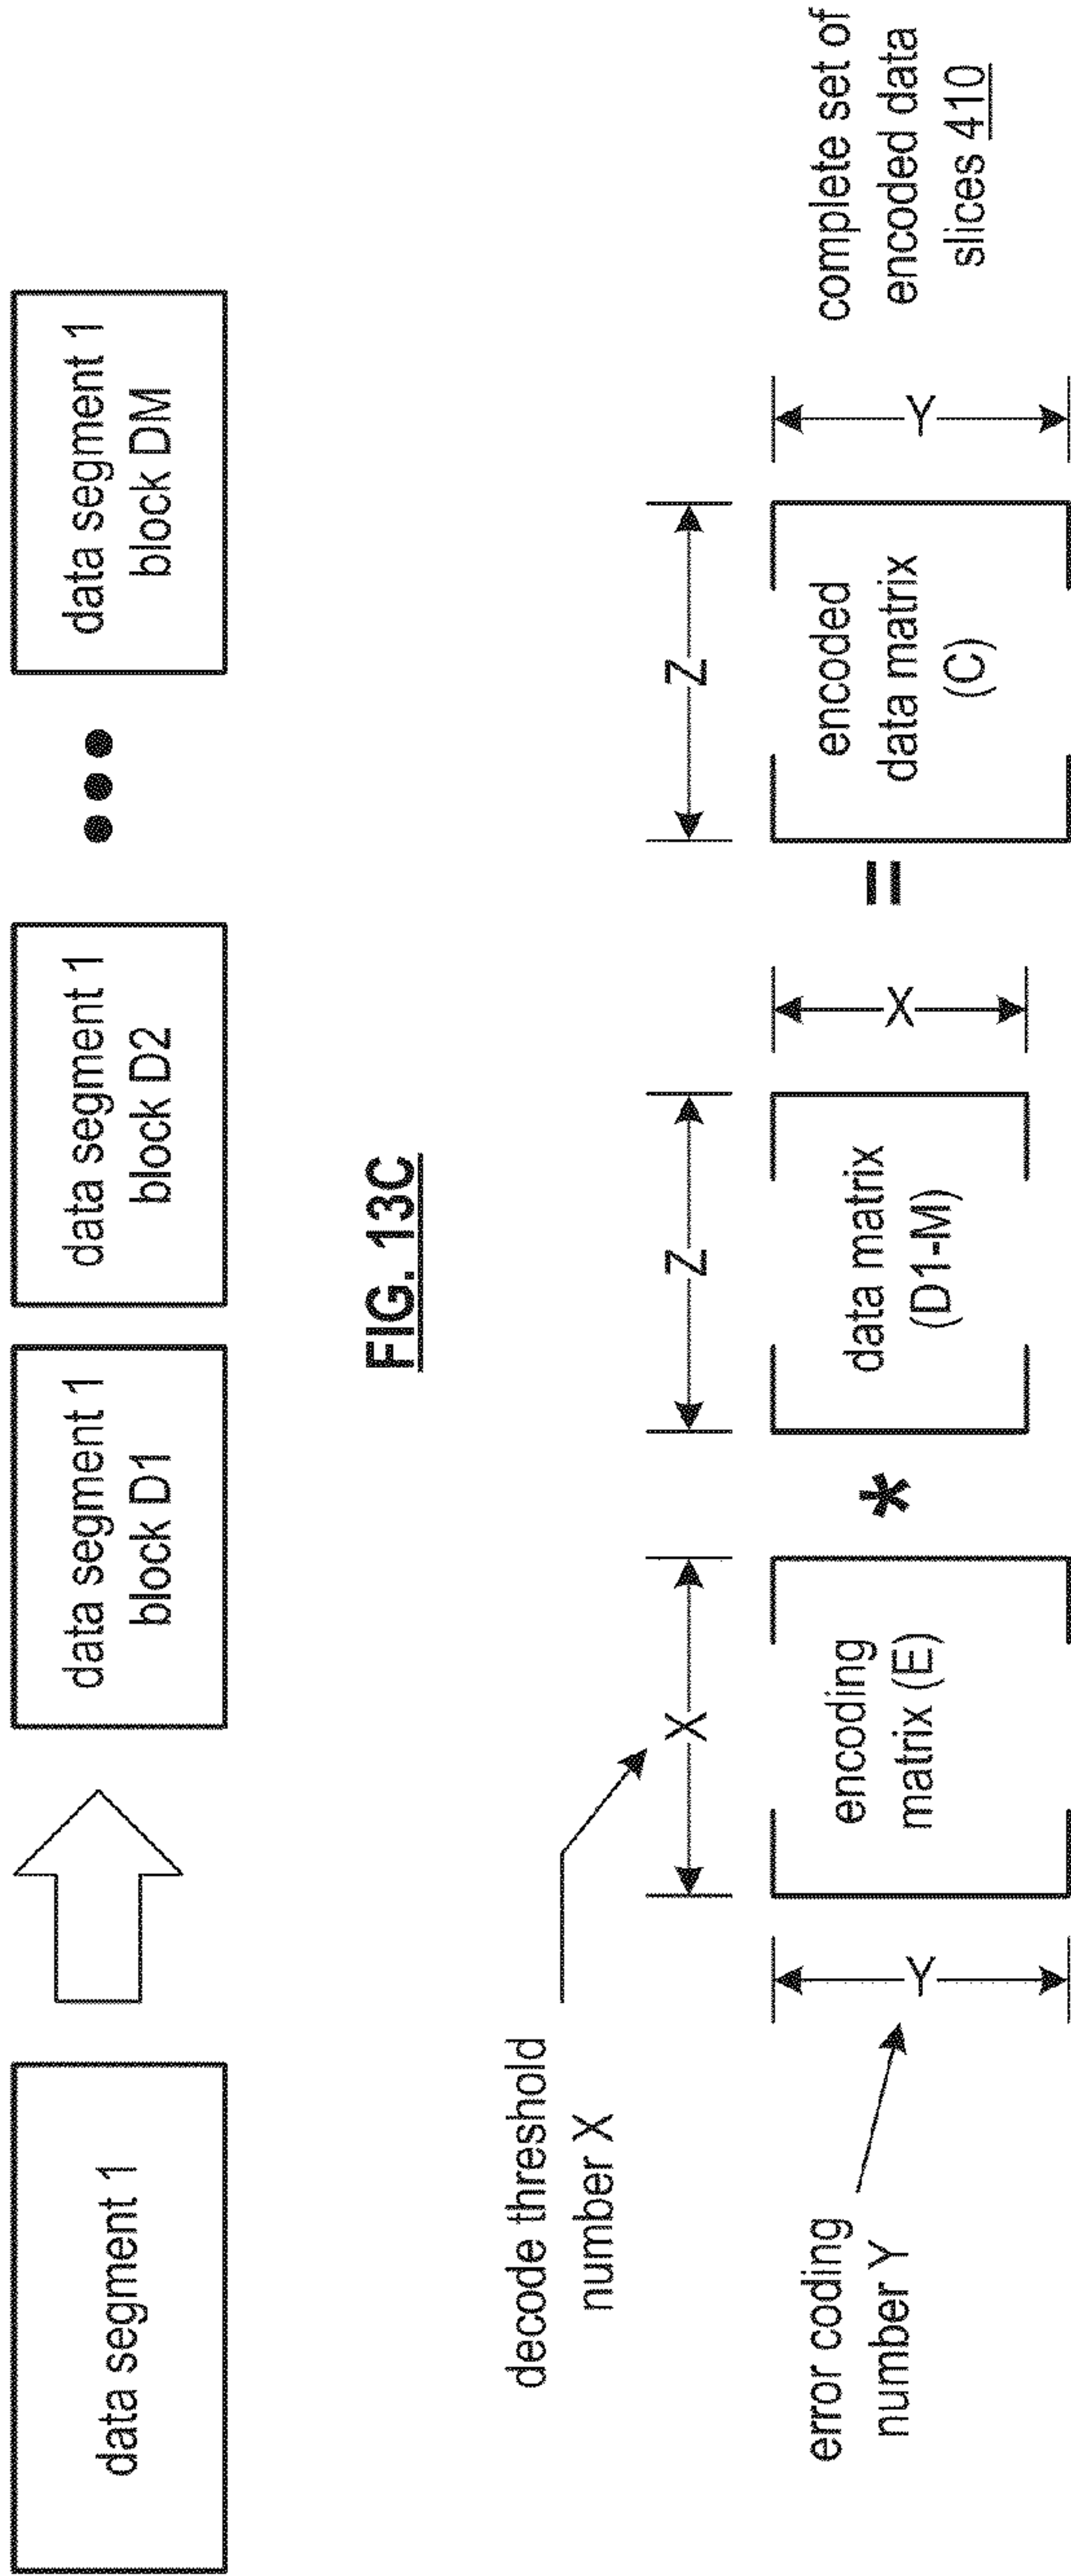 data segment 1
data segment 1
block D1
data segment 1
block D2
data segment 1
block DM
FIG. 13C
decode threshold
number X
error coding
number Y
Y
X
encoding
matrix (E)
*
Z
data matrix
(D1-M)
X
=
Z
encoded
data matrix
(C)
Y
complete set of
encoded data
slices 410